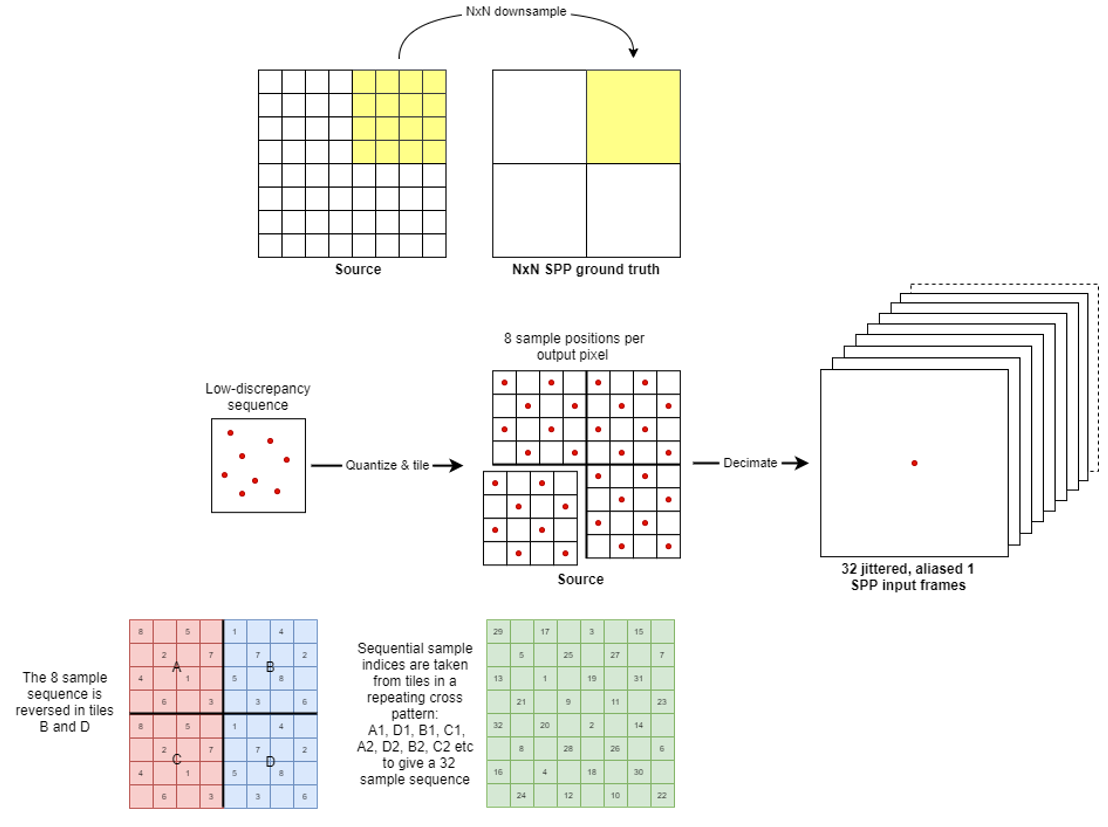 NxN downsample
Source
NxN SPP ground truth
8 sample positions per
output pixel
Low-discrepancy
sequence
Quantize & tile
Decimate
Source
32 jittered, aliased 1
SPP input frames
The 8 sample
sequence is
reversed in tiles
B and D
8 5 1 4
2 7 7 2
A B
4 1 5 8
6 3 3 6
8 5 1 4
2 7 7 2
C D
4 1 5 8
6 3 3 6
Sequential sample
indices are taken
from tiles in a
repeating cross
pattern:
A1, D1, B1, C1,
A2, D2, B2, C2 etc
to give a 32
sample sequence
29 17 3 15
5 25 27 7
13 1 19 31
21 9 11 23
32 20 2 14
8 28 26 6
16 4 18 30
24 12 10 22